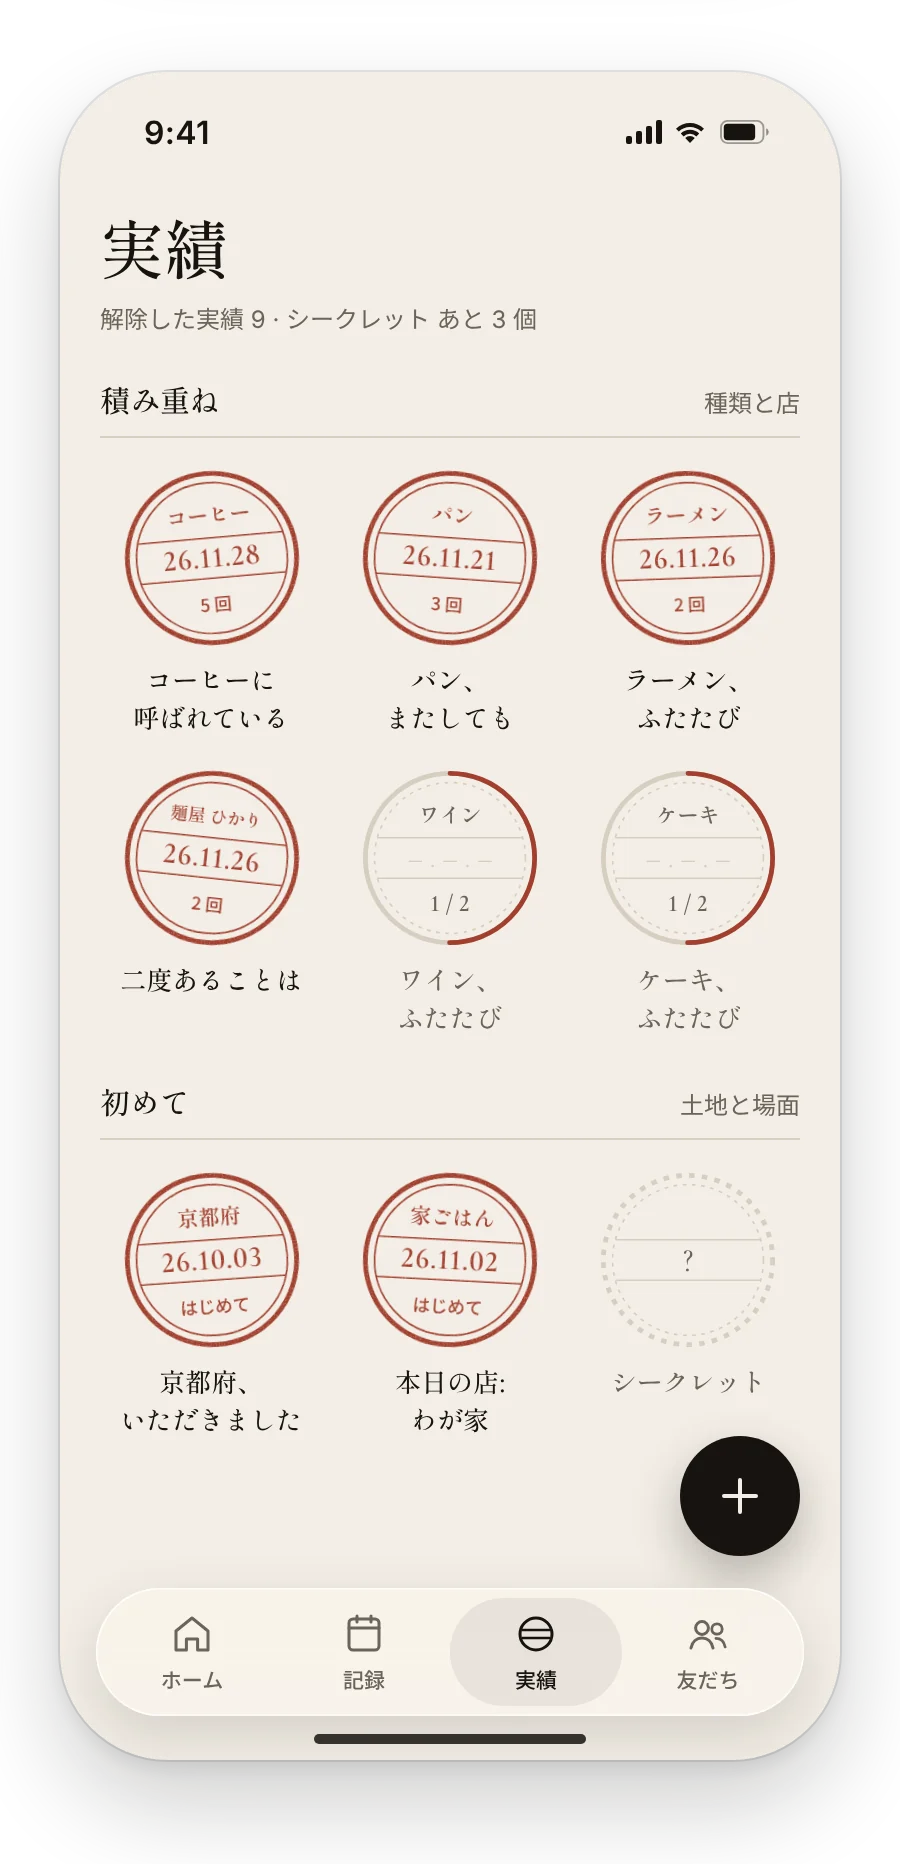 9:41
実績
解除した実績 9 · シークレット あと 3 個
積み重ね
種類と店
コーヒー
26.11.28
5回
パン
26.11.21
3回
ラーメン
26.11.26
2回
コーヒーに
呼ばれている
パン、
またしても
ラーメン、
ふたたび
麺屋 ひかり
26.11.26
2回
ワイン
– . – . –
1 / 2
ケーキ
– . – . –
1 / 2
二度あることは
ワイン、
ふたたび
ケーキ、
ふたたび
初めて
土地と場面
京都府
26.10.03
はじめて
家ごはん
26.11.02
はじめて
?
京都府、
いただきました
本日の店:
わが家
シークレット
ホーム
記録
実績
友だち